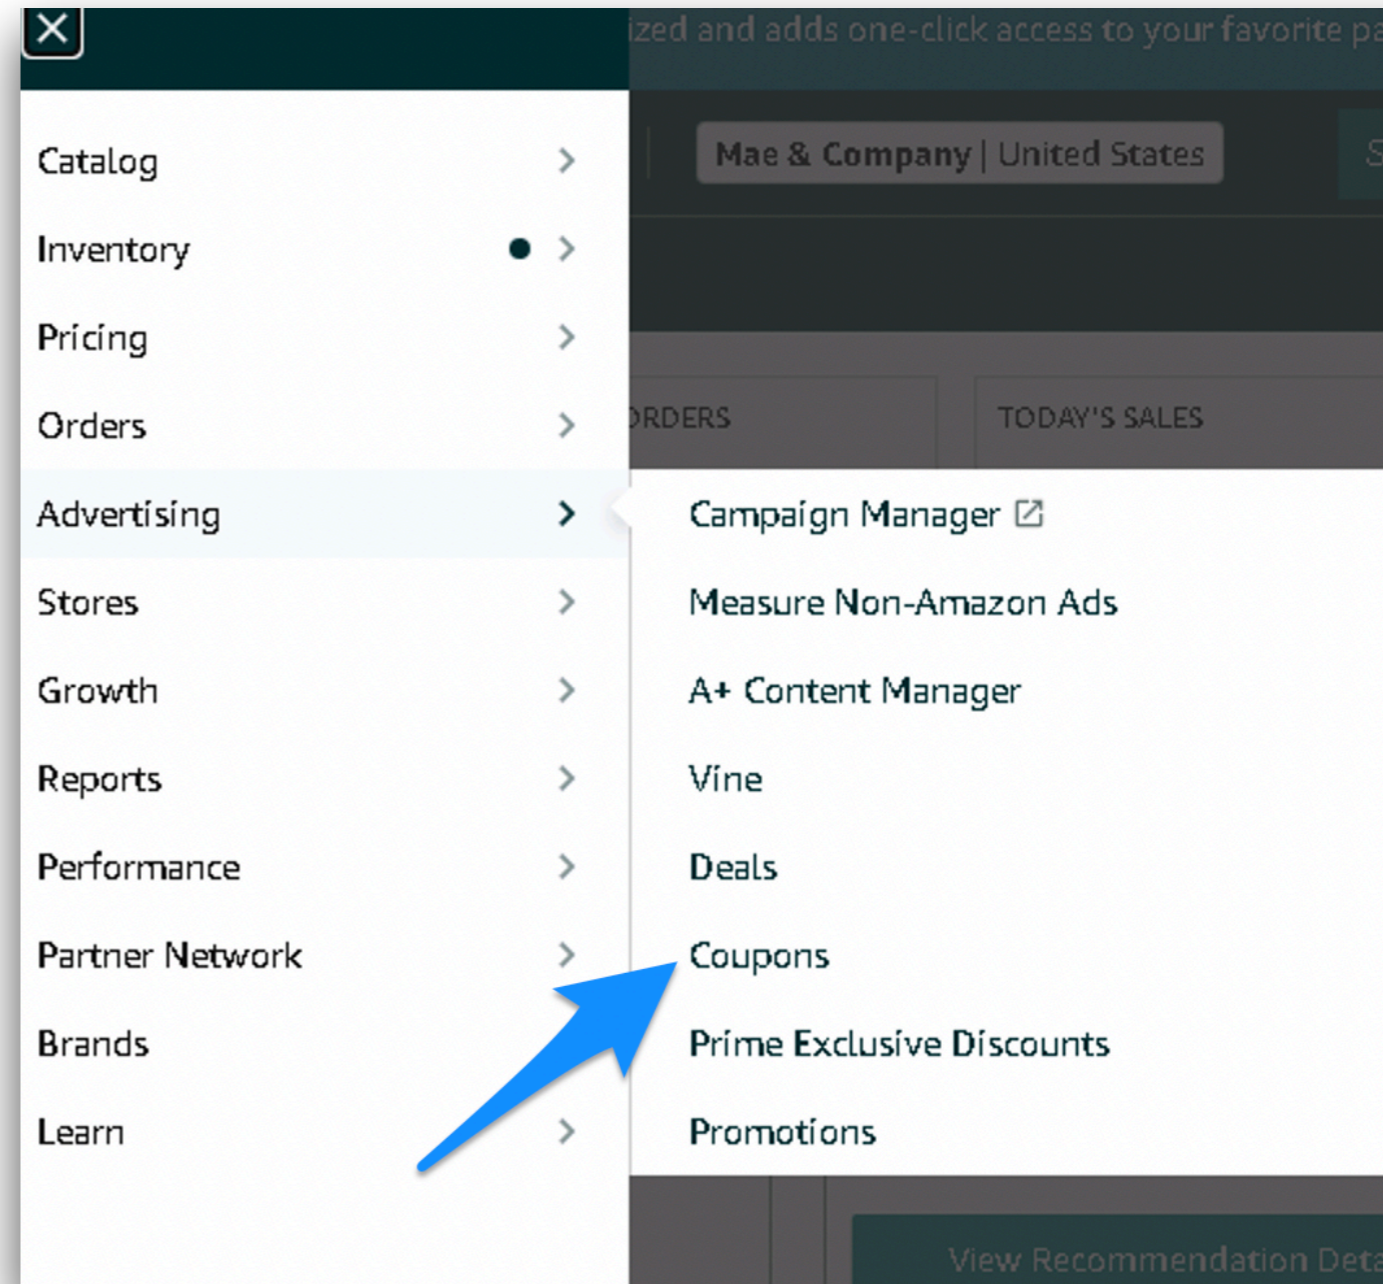 ized and adds one-click access to your favorite pa
Mae & Company | United States
S
Catalog
Inventory
Pricing
Orders
Advertising
Stores
Growth
Reports
Performance
Partner Network
Brands
Learn
ORDERS
TODAY'S SALES
Campaign Manager
Measure Non-Amazon Ads
A+ Content Manager
Vine
Deals
Coupons
Prime Exclusive Discounts
Promotions
View Recommendation Deta